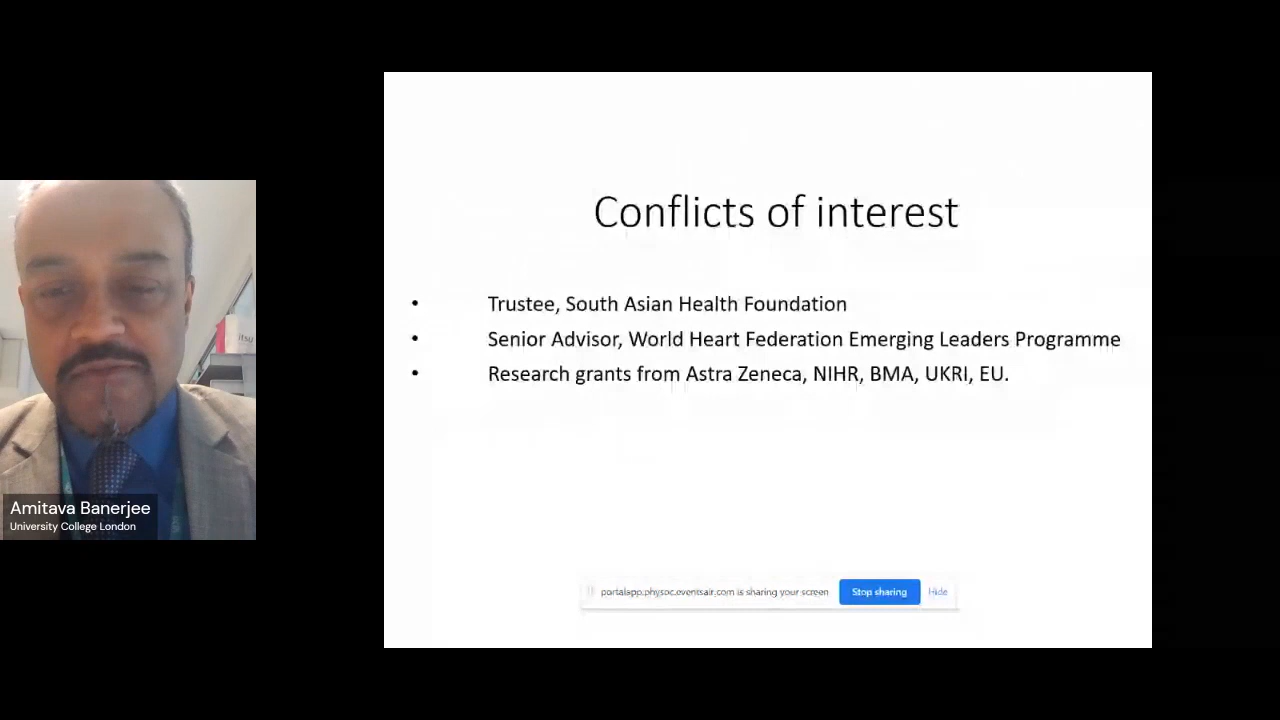 Conflicts of interest
• Trustee, South Asian Health Foundation
• Senior Advisor, World Heart Federation Emerging Leaders Programme
• Research grants from Astra Zeneca, NIHR, BMA, UKRI, EU.
itsu
Amitava Banerjee
University College London
portalapp.physoc.eventsair.com is sharing your screen Stop sharing Hide